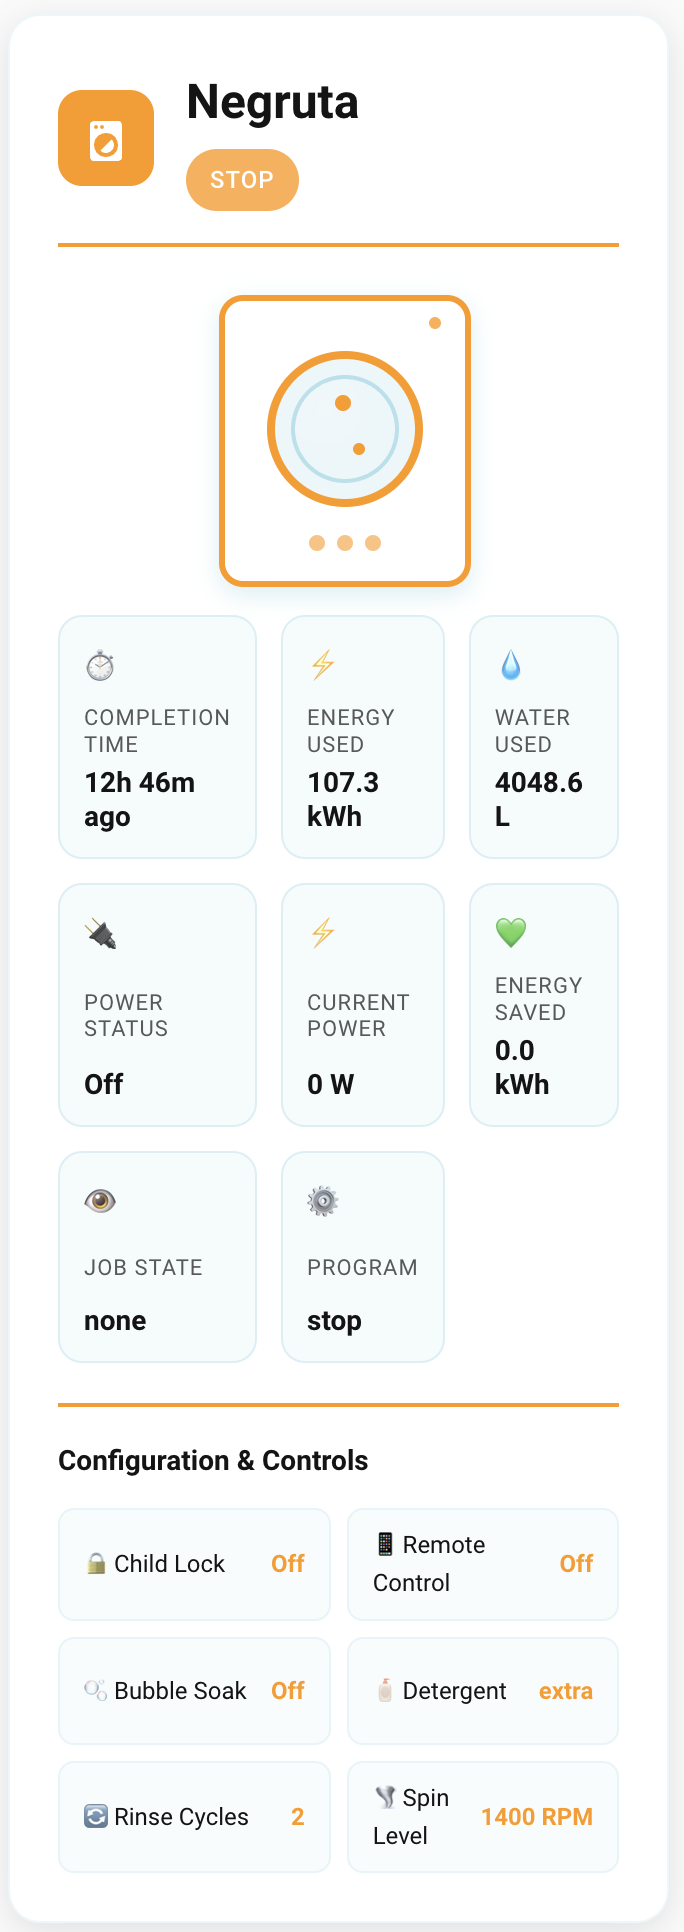 Negruta
STOP
COMPLETION
TIME
12h 46m
ago
ENERGY
USED
107.3
kWh
WATER
USED
4048.6
L
POWER
STATUS
Off
CURRENT
POWER
0 W
ENERGY
SAVED
0.0
kWh
JOB STATE
none
PROGRAM
stop
Configuration & Controls
Child Lock Off
Remote
Control
Off
Bubble Soak Off
Detergent extra
Rinse Cycles 2
Spin
Level
1400 RPM